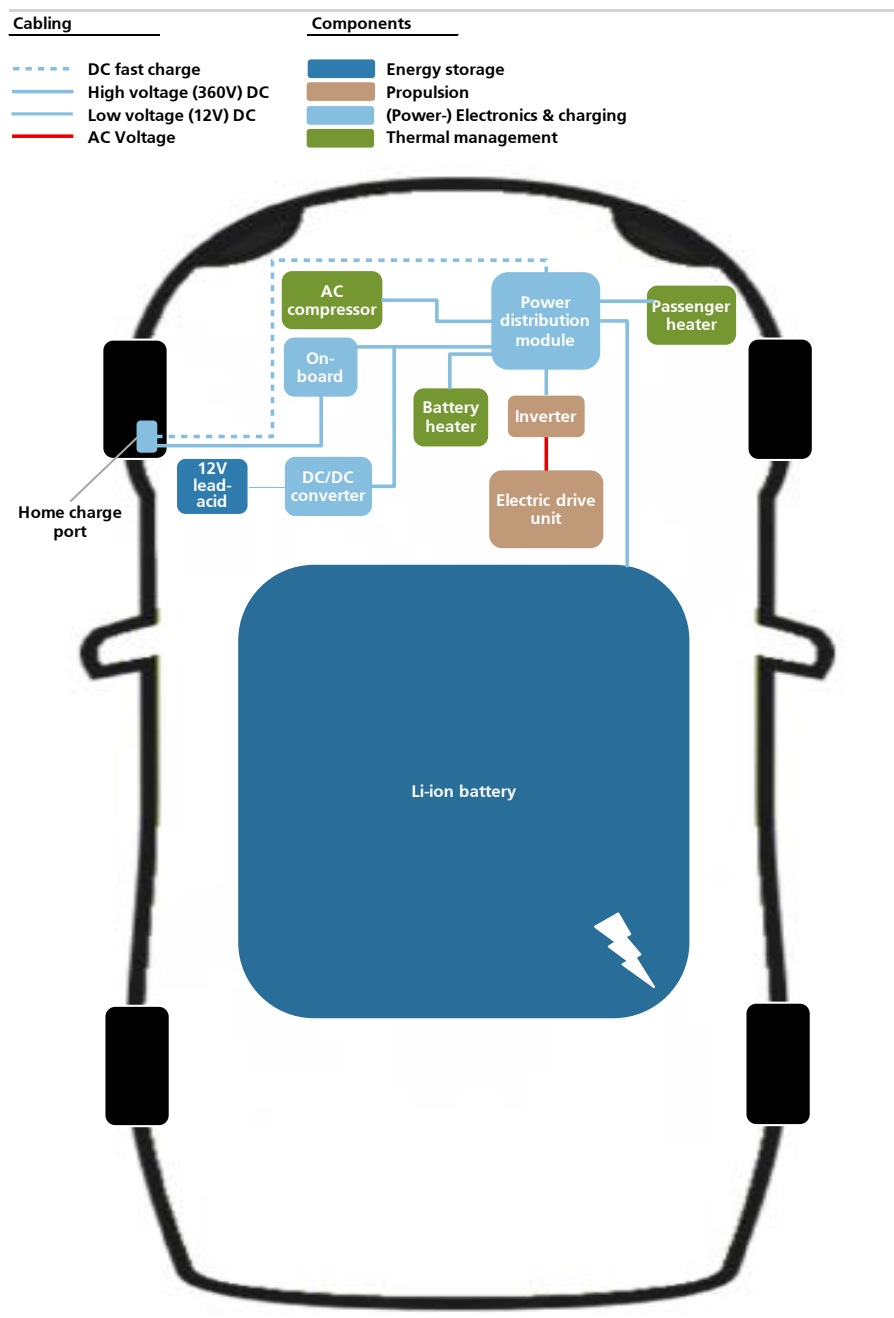 Cabling
Components
DC fast charge
High voltage (360V) DC
Low voltage (12V) DC
AC Voltage
Energy storage
Propulsion
(Power-) Electronics & charging
Thermal management
AC
compressor
Power
distribution
module
Passenger
heater
On-
board
Battery
heater
Inverter
12V
lead-
acid
DC/DC
converter
Electric drive
unit
Home charge
port
Li-ion battery